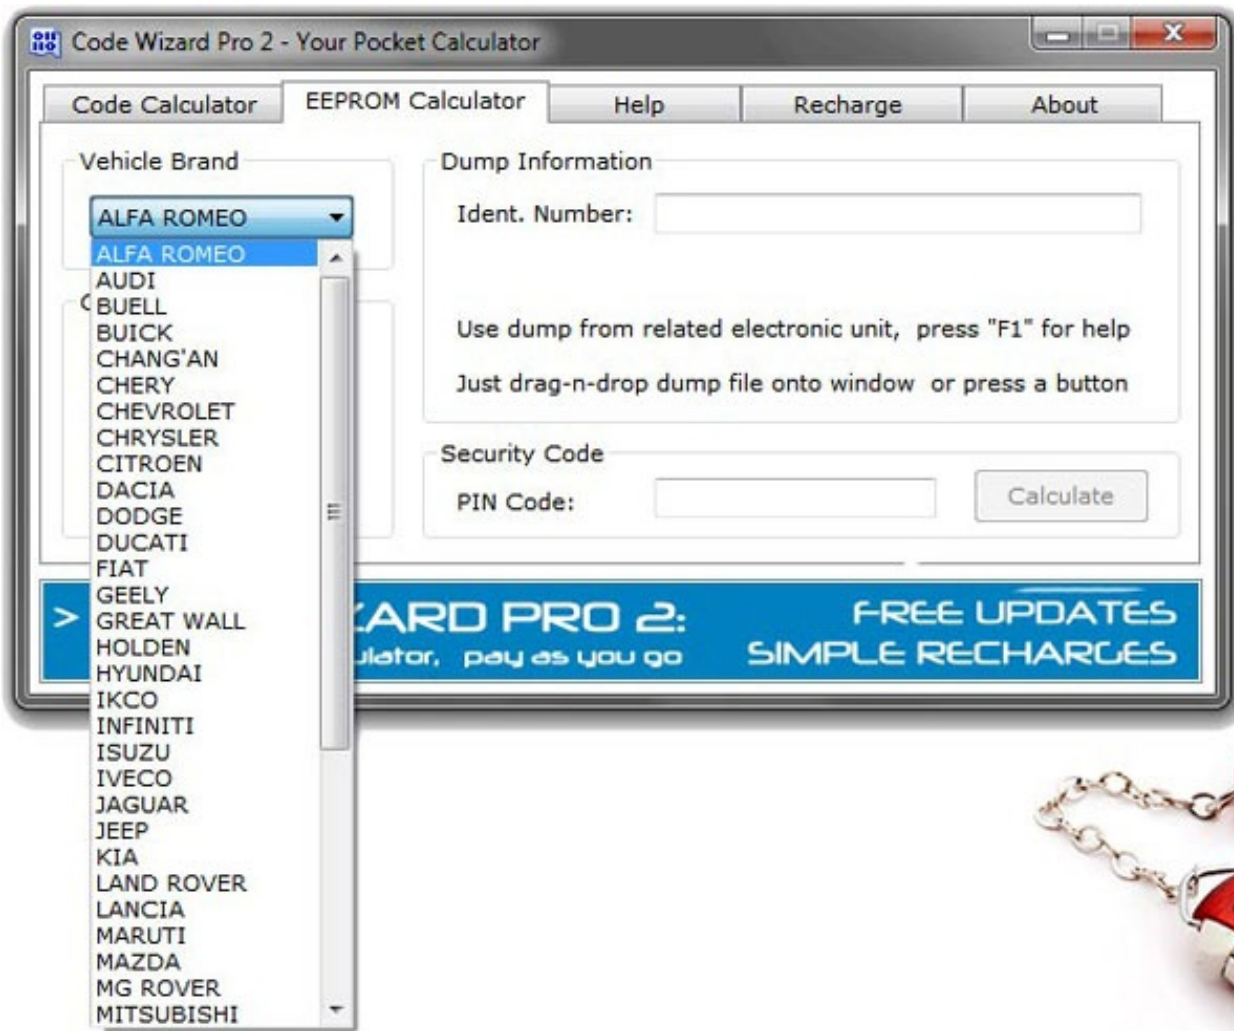 Code Wizard Pro 2 - Your Pocket Calculator
Code Calculator
EEPROM Calculator
Help
Recharge
About
Vehicle Brand
ALFA ROMEO
ALFA ROMEO
AUDI
BUELL
BUICK
CHANG'AN
CHERY
CHEVROLET
CHRYSLER
CITROEN
DACIA
DODGE
DUCATI
FIAT
GEELY
GREAT WALL
HOLDEN
HYUNDAI
IKCO
INFINITI
ISUZU
IVECO
JAGUAR
JEEP
KIA
LAND ROVER
LANCIA
MARUTI
MAZDA
MG ROVER
MITSUBISHI
Dump Information
Ident. Number:
Use dump from related electronic unit, press "F1" for help
Just drag-n-drop dump file onto window or press a button
Security Code
PIN Code:
Calculate
> ZARD PRO 2:
ulator, pay as you go
FREE UPDATES
SIMPLE RECHARGES